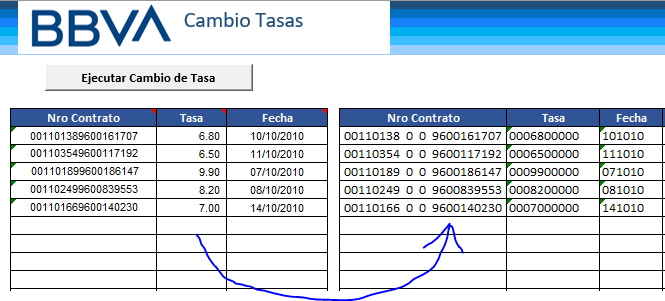 BBVA Cambio Tasas
Ejecutar Cambio de Tasa
Nro Contrato Tasa Fecha Nro Contrato Tasa Fecha
001101389600161707 6.80 10/10/2010 00110138 0 0 9600161707 0006800000 101010
001103549600117192 6.50 11/10/2010 00110354 0 0 9600117192 0006500000 111010
001101899600186147 9.90 07/10/2010 00110189 0 0 9600186147 0009900000 071010
001102499600839553 8.20 08/10/2010 00110249 0 0 9600839553 0008200000 081010
001101669600140230 7.00 14/10/2010 00110166 0 0 9600140230 0007000000 141010